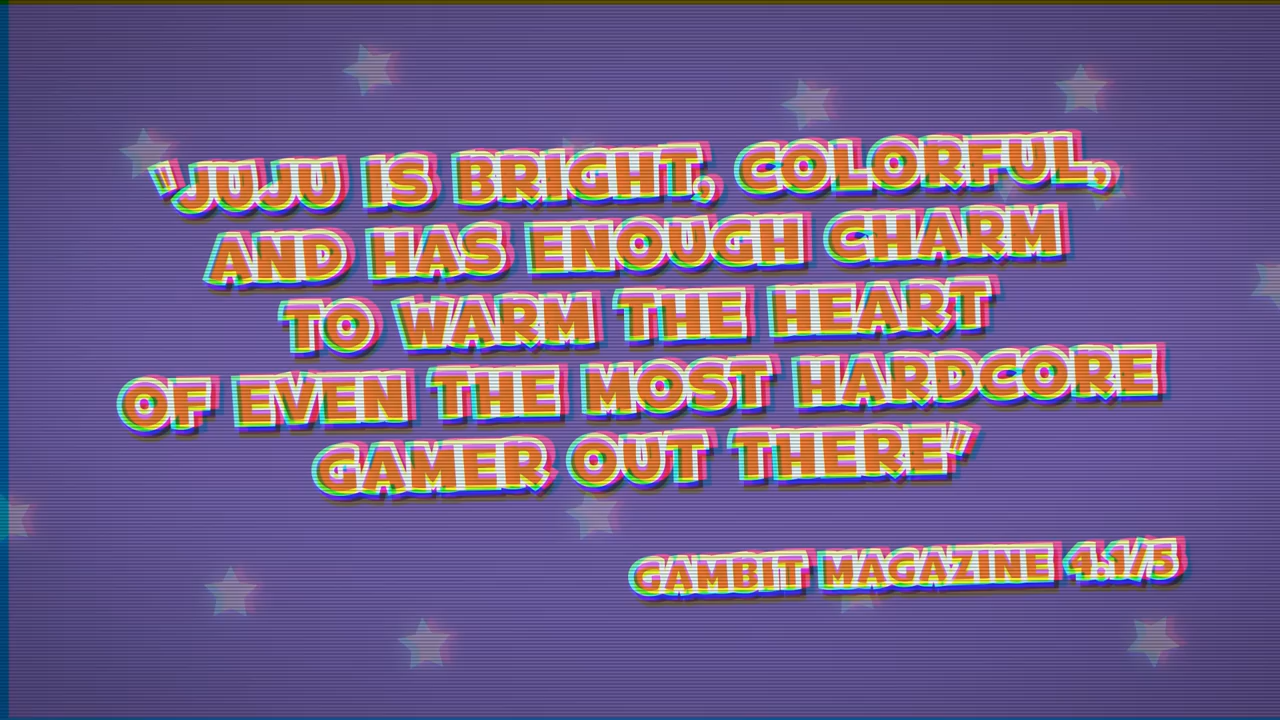 "JUJU IS BRIGHT, COLORFUL,
AND HAS ENOUGH CHARM
TO WARM THE HEART
OF EVEN THE MOST HARDCORE
GAMER OUT THERE"
GAMBIT MAGAZINE 4.1/5